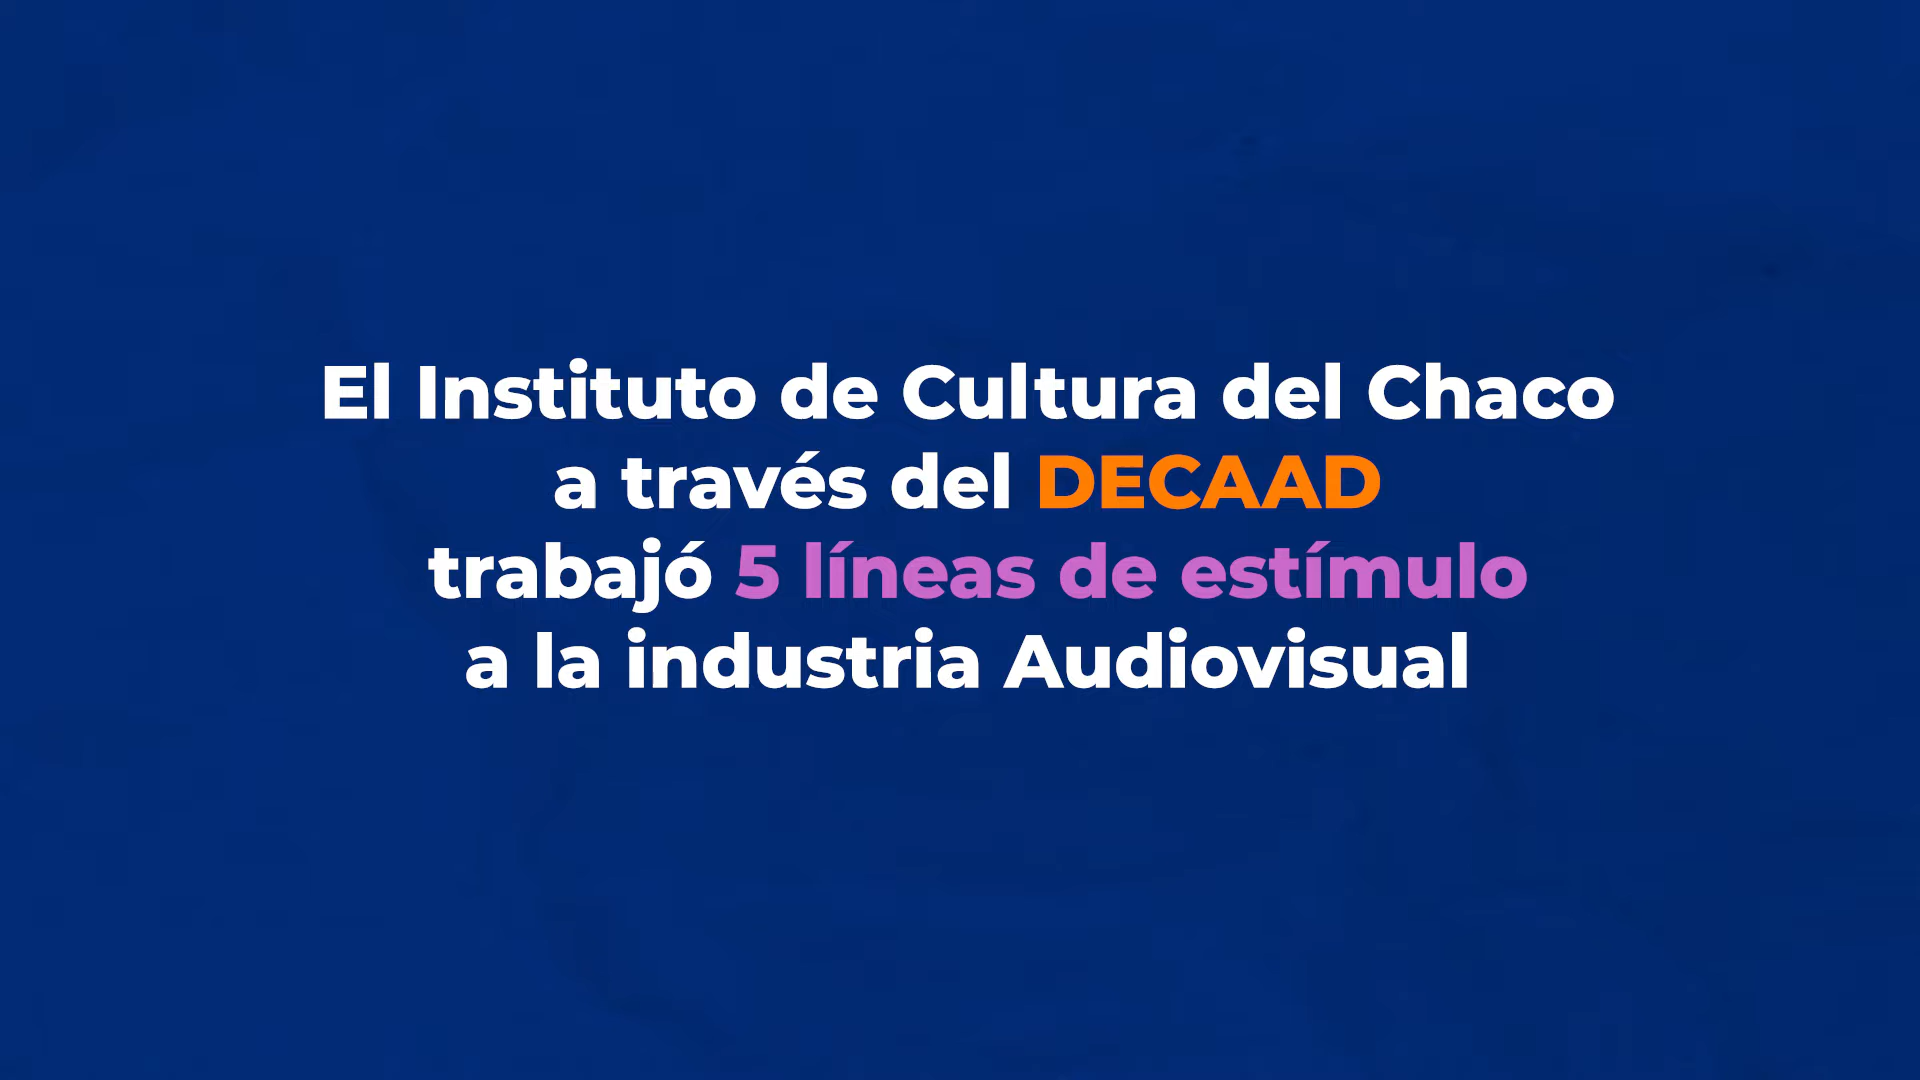 El Instituto de Cultura del Chaco
a través del DECAAD
trabajó 5 líneas de estímulo
a la industria Audiovisual